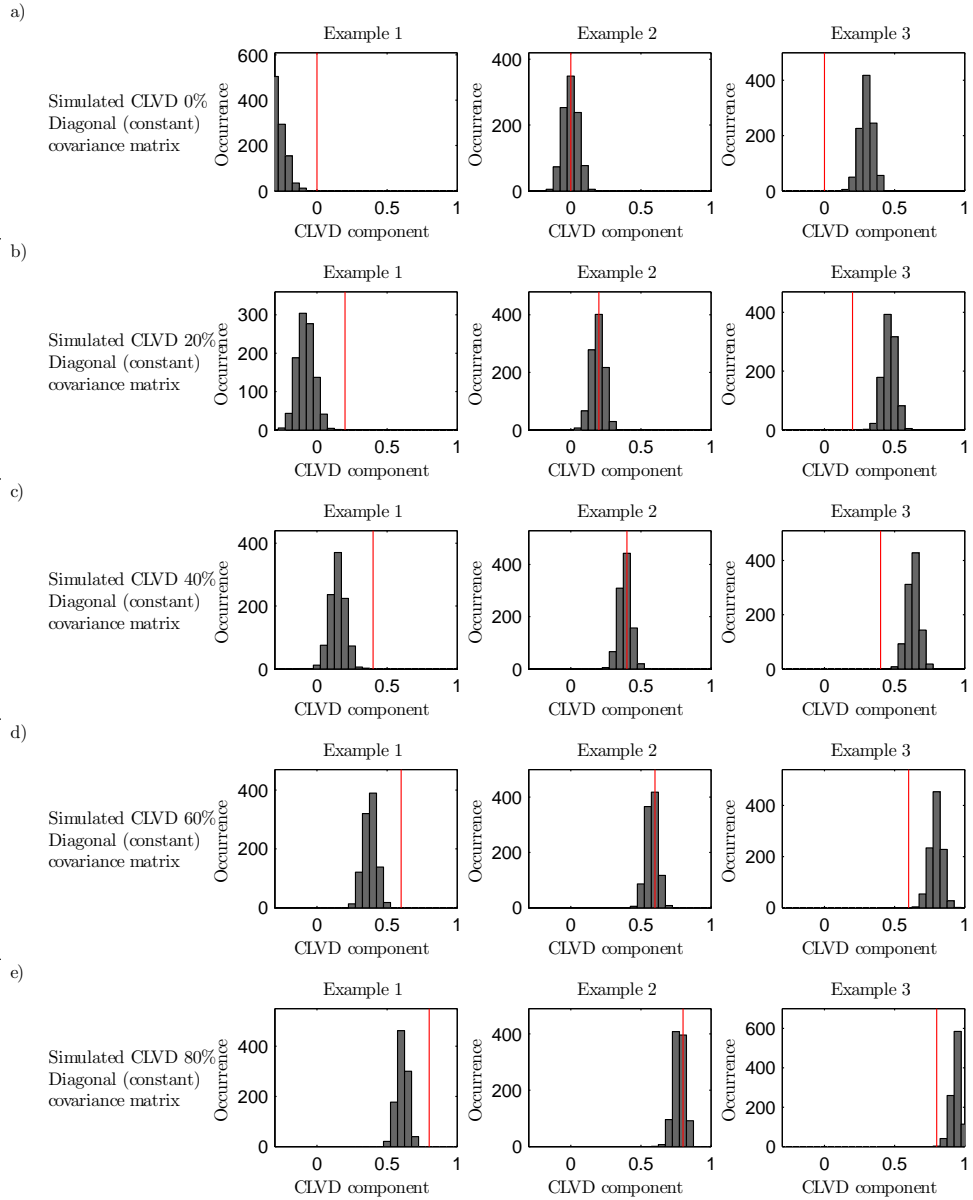 a)
Example 1
Example 2
Example 3
Simulated CLVD 0%
Diagonal (constant)
covariance matrix
Occurrence
600
400
200
0
0
0.5
1
CLVD component
Occurrence
400
200
0
0
0.5
1
CLVD component
Occurrence
400
200
0
0
0.5
1
CLVD component
b)
Example 1
Example 2
Example 3
Simulated CLVD 20%
Diagonal (constant)
covariance matrix
Occurrence
300
200
100
0
0
0.5
1
CLVD component
Occurrence
400
200
0
0
0.5
1
CLVD component
Occurrence
400
200
0
0
0.5
1
CLVD component
c)
Example 1
Example 2
Example 3
Simulated CLVD 40%
Diagonal (constant)
covariance matrix
Occurrence
400
200
0
0
0.5
1
CLVD component
Occurrence
400
200
0
0
0.5
1
CLVD component
Occurrence
400
200
0
0
0.5
1
CLVD component
d)
Example 1
Example 2
Example 3
Simulated CLVD 60%
Diagonal (constant)
covariance matrix
Occurrence
400
200
0
0
0.5
1
CLVD component
Occurrence
400
200
0
0
0.5
1
CLVD component
Occurrence
400
200
0
0
0.5
1
CLVD component
e)
Example 1
Example 2
Example 3
Simulated CLVD 80%
Diagonal (constant)
covariance matrix
Occurrence
400
200
0
0
0.5
1
CLVD component
Occurrence
400
200
0
0
0.5
1
CLVD component
Occurrence
600
400
200
0
0
0.5
1
CLVD component